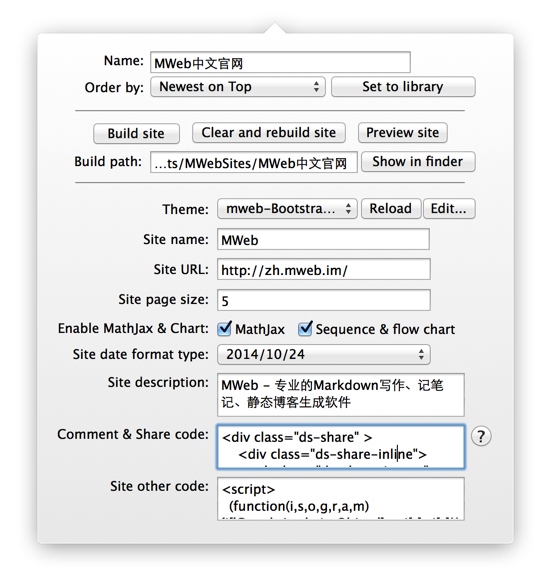 Name: MWeb中文官网
Order by: Newest on Top Set to library
Build site Clear and rebuild site Preview site
Build path: ...ts/MWebSites/MWeb中文官网 Show in finder
Theme: mweb-Bootstra... Reload Edit...
Site name: MWeb
Site URL: http://zh.mweb.im/
Site page size: 5
Enable MathJax & Chart: MathJax Sequence & flow chart
Site date format type: 2014/10/24
Site description: MWeb - 专业的Markdown写作、记笔
记、静态博客生成软件
Comment & Share code: <div class="ds-share" >
<div class="ds-share-inline">
?
Site other code: <script>
(function(i,s,o,g,r,a,m)